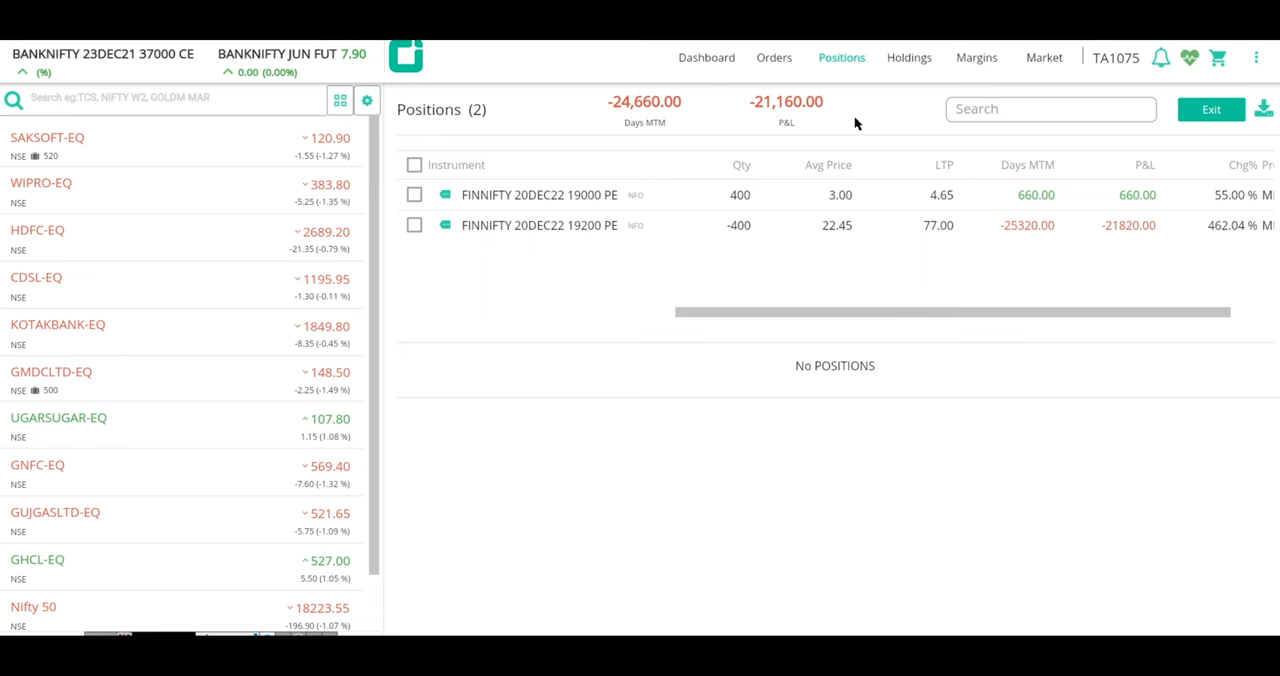 BANKNIFTY 23DEC21 37000 CE BANKNIFTY JUN FUT 7.90
(%) 0.00 (0.00%)
Dashboard Orders Positions Holdings Margins Market TA1075
Search eg:TCS, NIFTY W2, GOLDM MAR
Positions (2) -24,660.00 -21,160.00 Search Exit
Days MTM P&L
SAKSOFT-EQ 120.90
NSE 520 -1.55 (-1.27 %)
WIPRO-EQ 383.80
NSE -5.25 (-1.35 %)
HDFC-EQ 2689.20
NSE -21.35 (-0.79 %)
CDSL-EQ 1195.95
NSE -1.30 (-0.11 %)
KOTAKBANK-EQ 1849.80
NSE -8.35 (-0.45 %)
GMDCLTD-EQ 148.50
NSE 500 -2.25 (-1.49 %)
UGARSUGAR-EQ 107.80
NSE 1.15 (1.08 %)
GNFC-EQ 569.40
NSE -7.60 (-1.32 %)
GUJGASLTD-EQ 521.65
NSE -5.75 (-1.09 %)
GHCL-EQ 527.00
NSE 5.50 (1.05 %)
Nifty 50 18223.55
NSE -196.90 (-1.07 %)
Instrument Qty Avg Price LTP Days MTM P&L Chg%
FINNIFTY 20DEC22 19000 PE NFO 400 3.00 4.65 660.00 660.00 55.00 %
FINNIFTY 20DEC22 19200 PE NFO -400 22.45 77.00 -25320.00 -21820.00 462.04 %
No POSITIONS